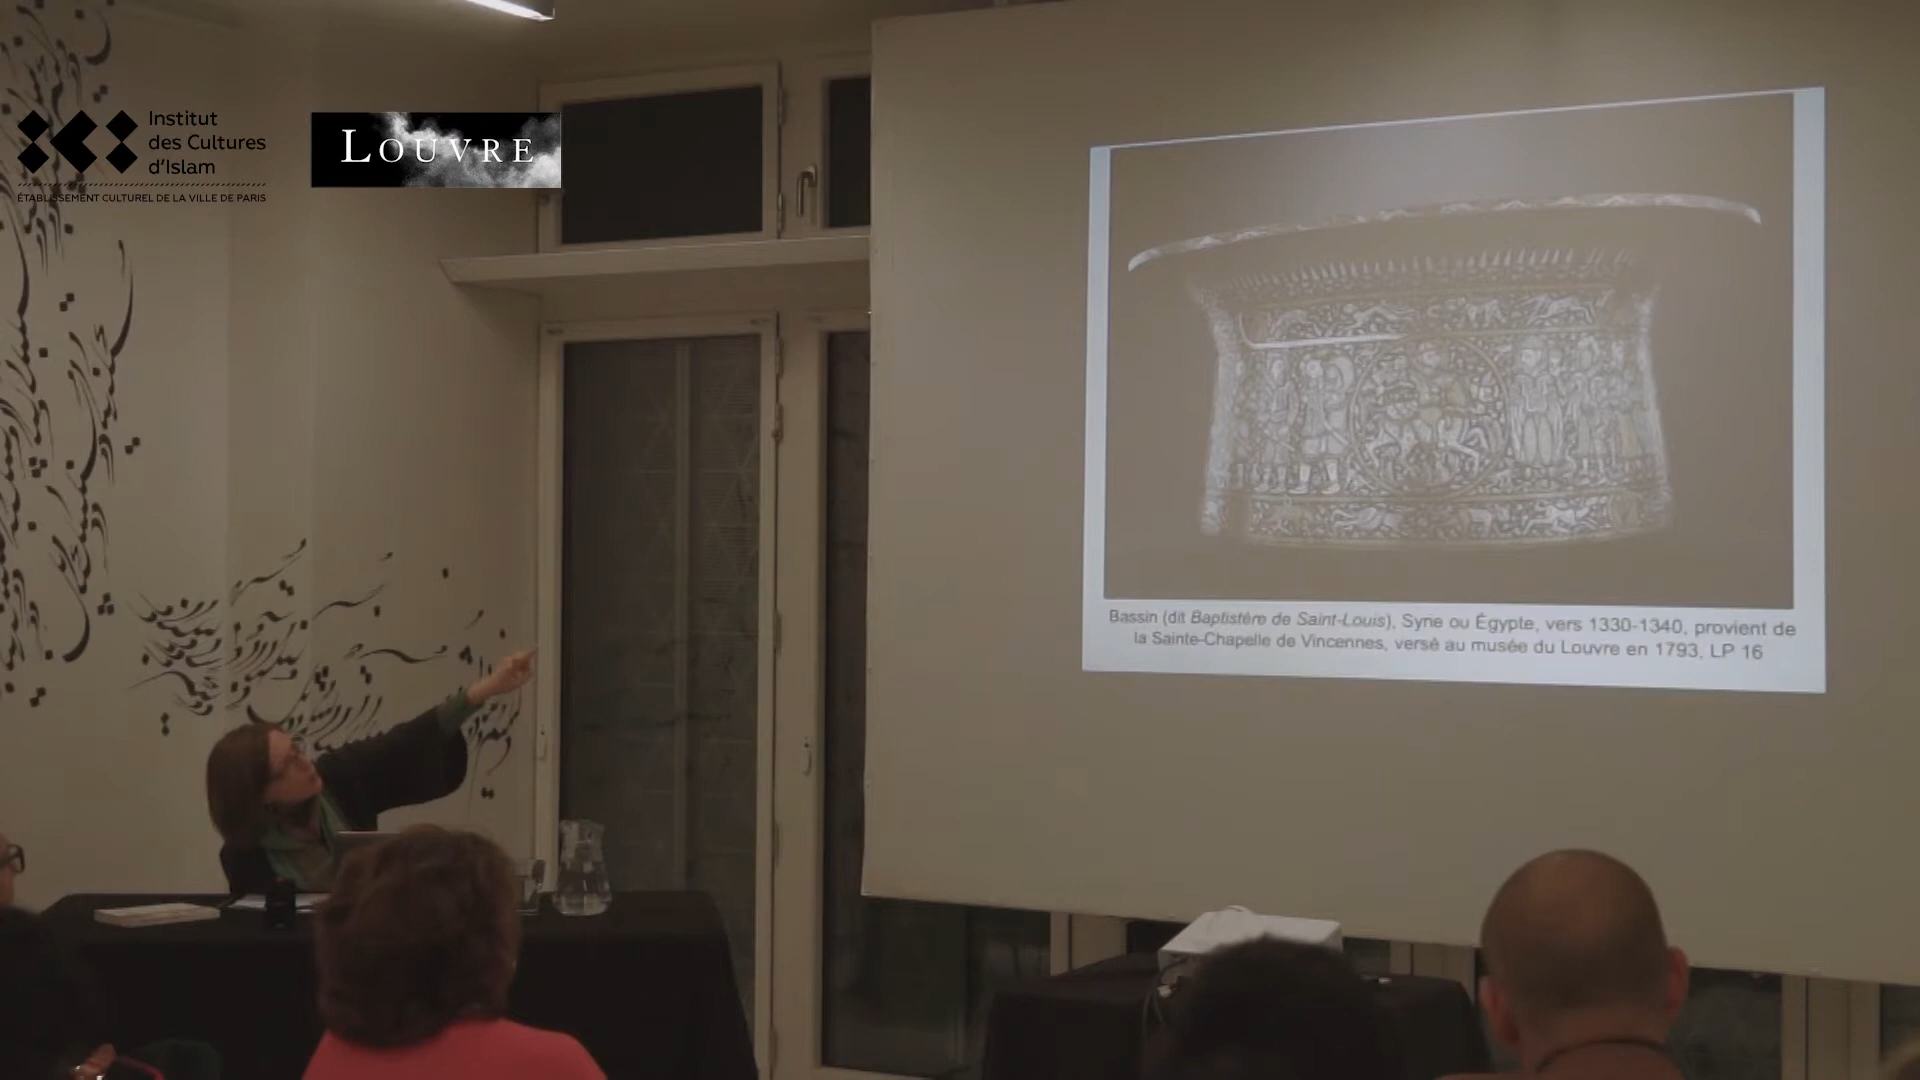 Institut
des Cultures
d'Islam
ÉTABLISSEMENT CULTUREL DE LA VILLE DE PARIS
LOUVRE
Bassin (dit Baptistère de Saint-Louis), Syrie ou Égypte, vers 1330-1340, provient de
la Sainte-Chapelle de Vincennes, versé au musée du Louvre en 1793, LP 16